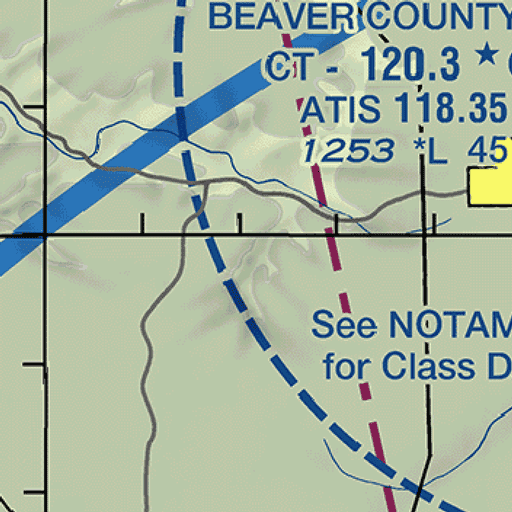 BEAVER COUNTY
CT - 120.3 ★
ATIS 118.35
1253 *L 45
See NOTAM
for Class D